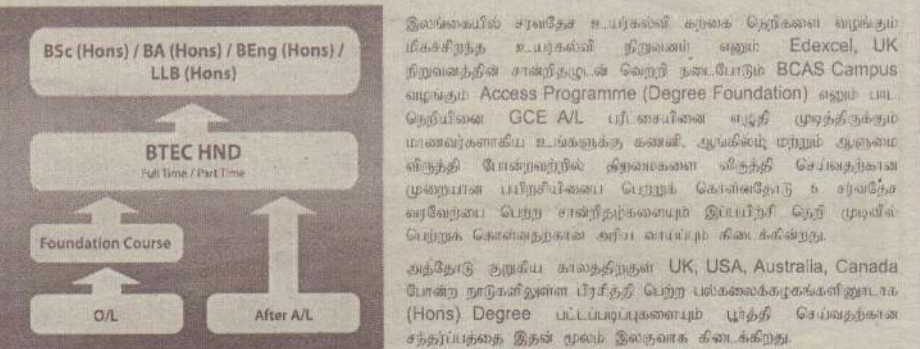 BSc (Hons) / BA (Hons) / BEng (Hons) /
LLB (Hons)
BTEC HND
Full Time / Part Time
Foundation Course
O/L
After A/L
இலங்கையில் சர்வதேச உயர்கல்வி கற்கை நெறிகளை வழங்கும்
மிகச்சிறந்த உயர்கல்வி நிறுவனம் எனும் Edexcel, UK
நிறுவனத்தின் சான்றிதழுடன் வெற்றி நடைபோடும் BCAS Campus
வழங்கும் Access Programme (Degree Foundation) எனும் பாட
நெறியினை GCE A/L பரீட்சையினை எழுதி முடித்திருக்கும்
மாணவர்களாகிய உங்களுக்கு கணனி, ஆங்கிலம் மற்றும் ஆளுமை
விருத்தி போன்றவற்றில் திறமைகளை விருத்தி செய்வதற்கான
முறையான பயிற்சியினைய பெற்றுக் கொள்வதோடு 6 சர்வதேச
வரவேற்பை பெற்ற சான்றிதழ்களையும் இப்பயிற்சி நெறி முடிவில்
பெற்றுக் கொள்வதற்கான அரிய வாய்ப்பும் கிடைக்கின்றது.
அத்தோடு குறுகிய காலத்திற்குள் UK, USA, Australia, Canada
போன்ற நாடுகளிலுள்ள பிரசித்தி பெற்ற பல்கலைக்கழகங்களினூடாக
(Hons) Degree பட்டப்படிப்புகளையும் பூர்த்தி செய்வதற்கான
சந்தர்ப்பத்தை இதன் மூலம் இலகுவாக கிடைக்கிறது.